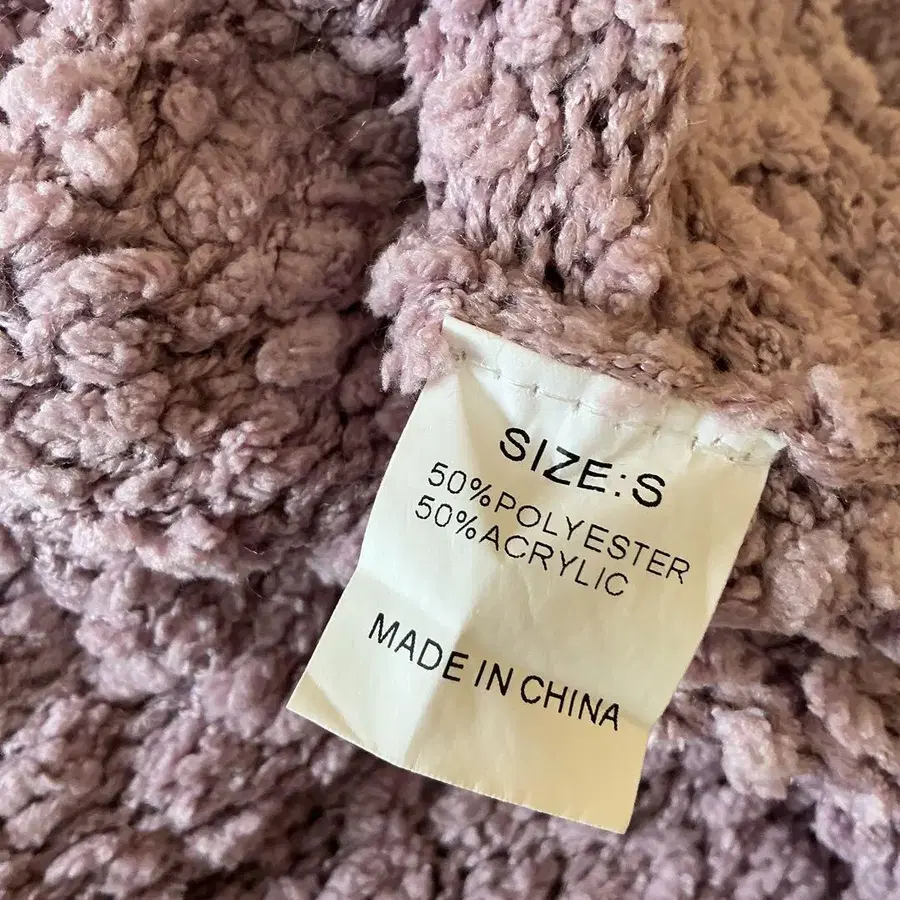 SIZE:S
50%POLYESTER
50%ACRYLIC
MADE IN CHINA